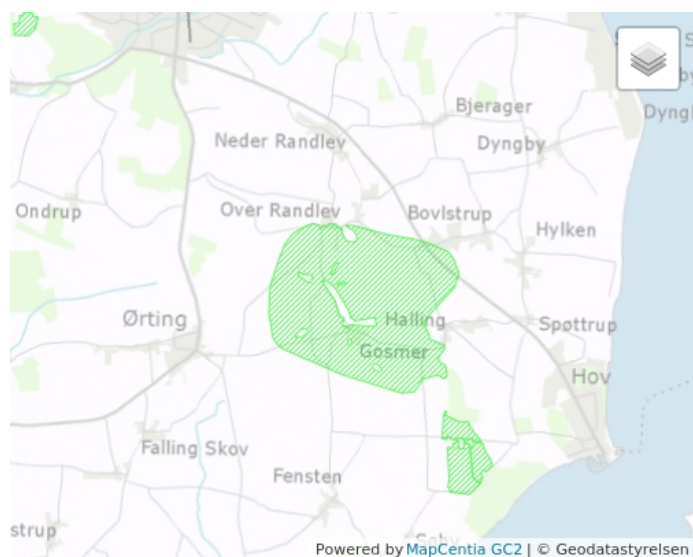 Bjerager
Dyngby
Neder Randlev
Dyngby
Ondrup
Over Randlev
Bovlstrup
Hylken
Ørting
Halling
Spøttrup
Gosmer
Hov
Falling Skov
Fensten
Powered by MapCentia GC2 | © Geodatastyrelsen